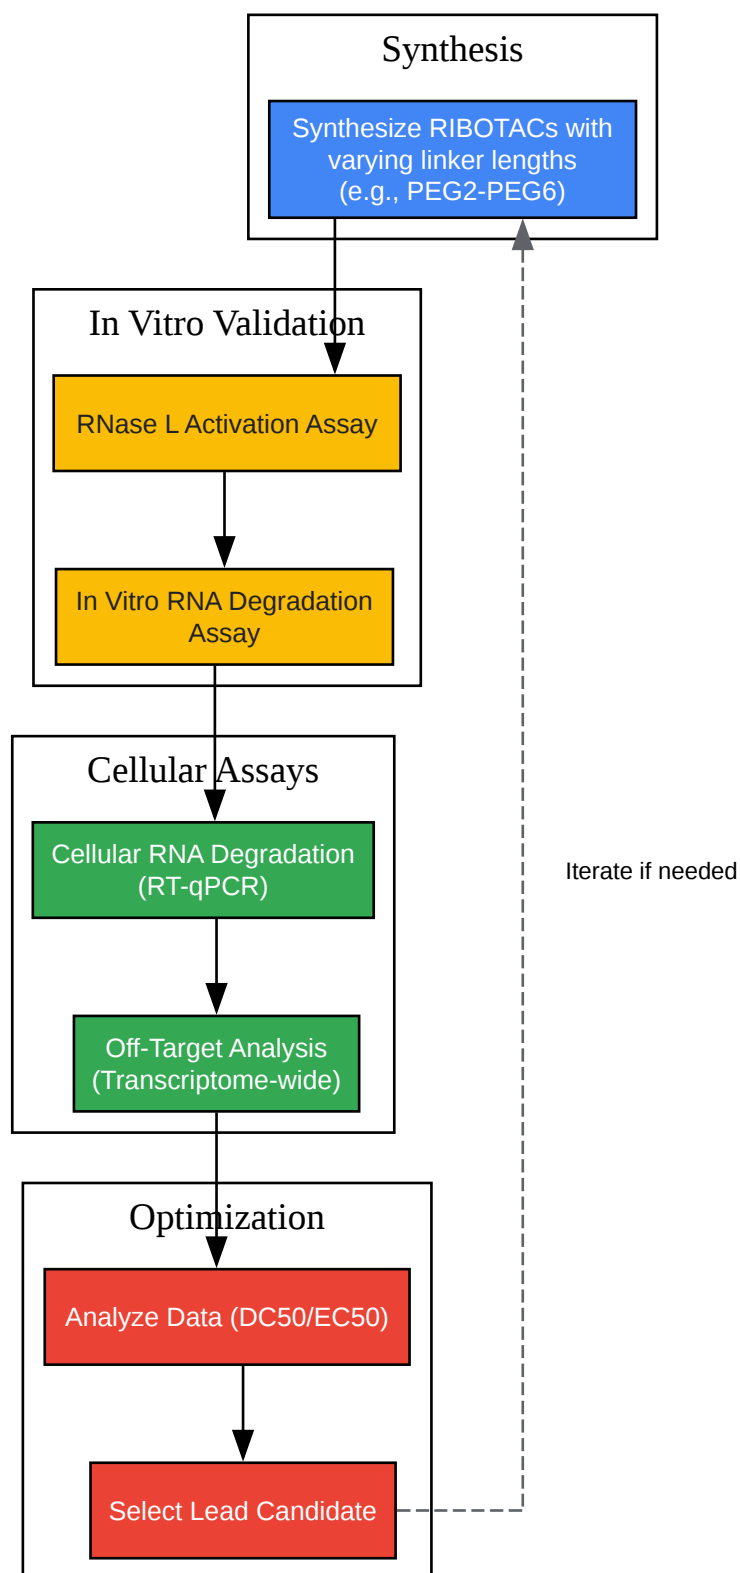 Synthesis
Synthesize RIBOTACs with
varying linker lengths
(e.g., PEG2-PEG6)
In Vitro Validation
RNase L Activation Assay
In Vitro RNA Degradation
Assay
Cellular Assays
Cellular RNA Degradation
(RT-qPCR)
Iterate if needed
Off-Target Analysis
(Transcriptome-wide)
Optimization
Analyze Data (DC50/EC50)
Select Lead Candidate